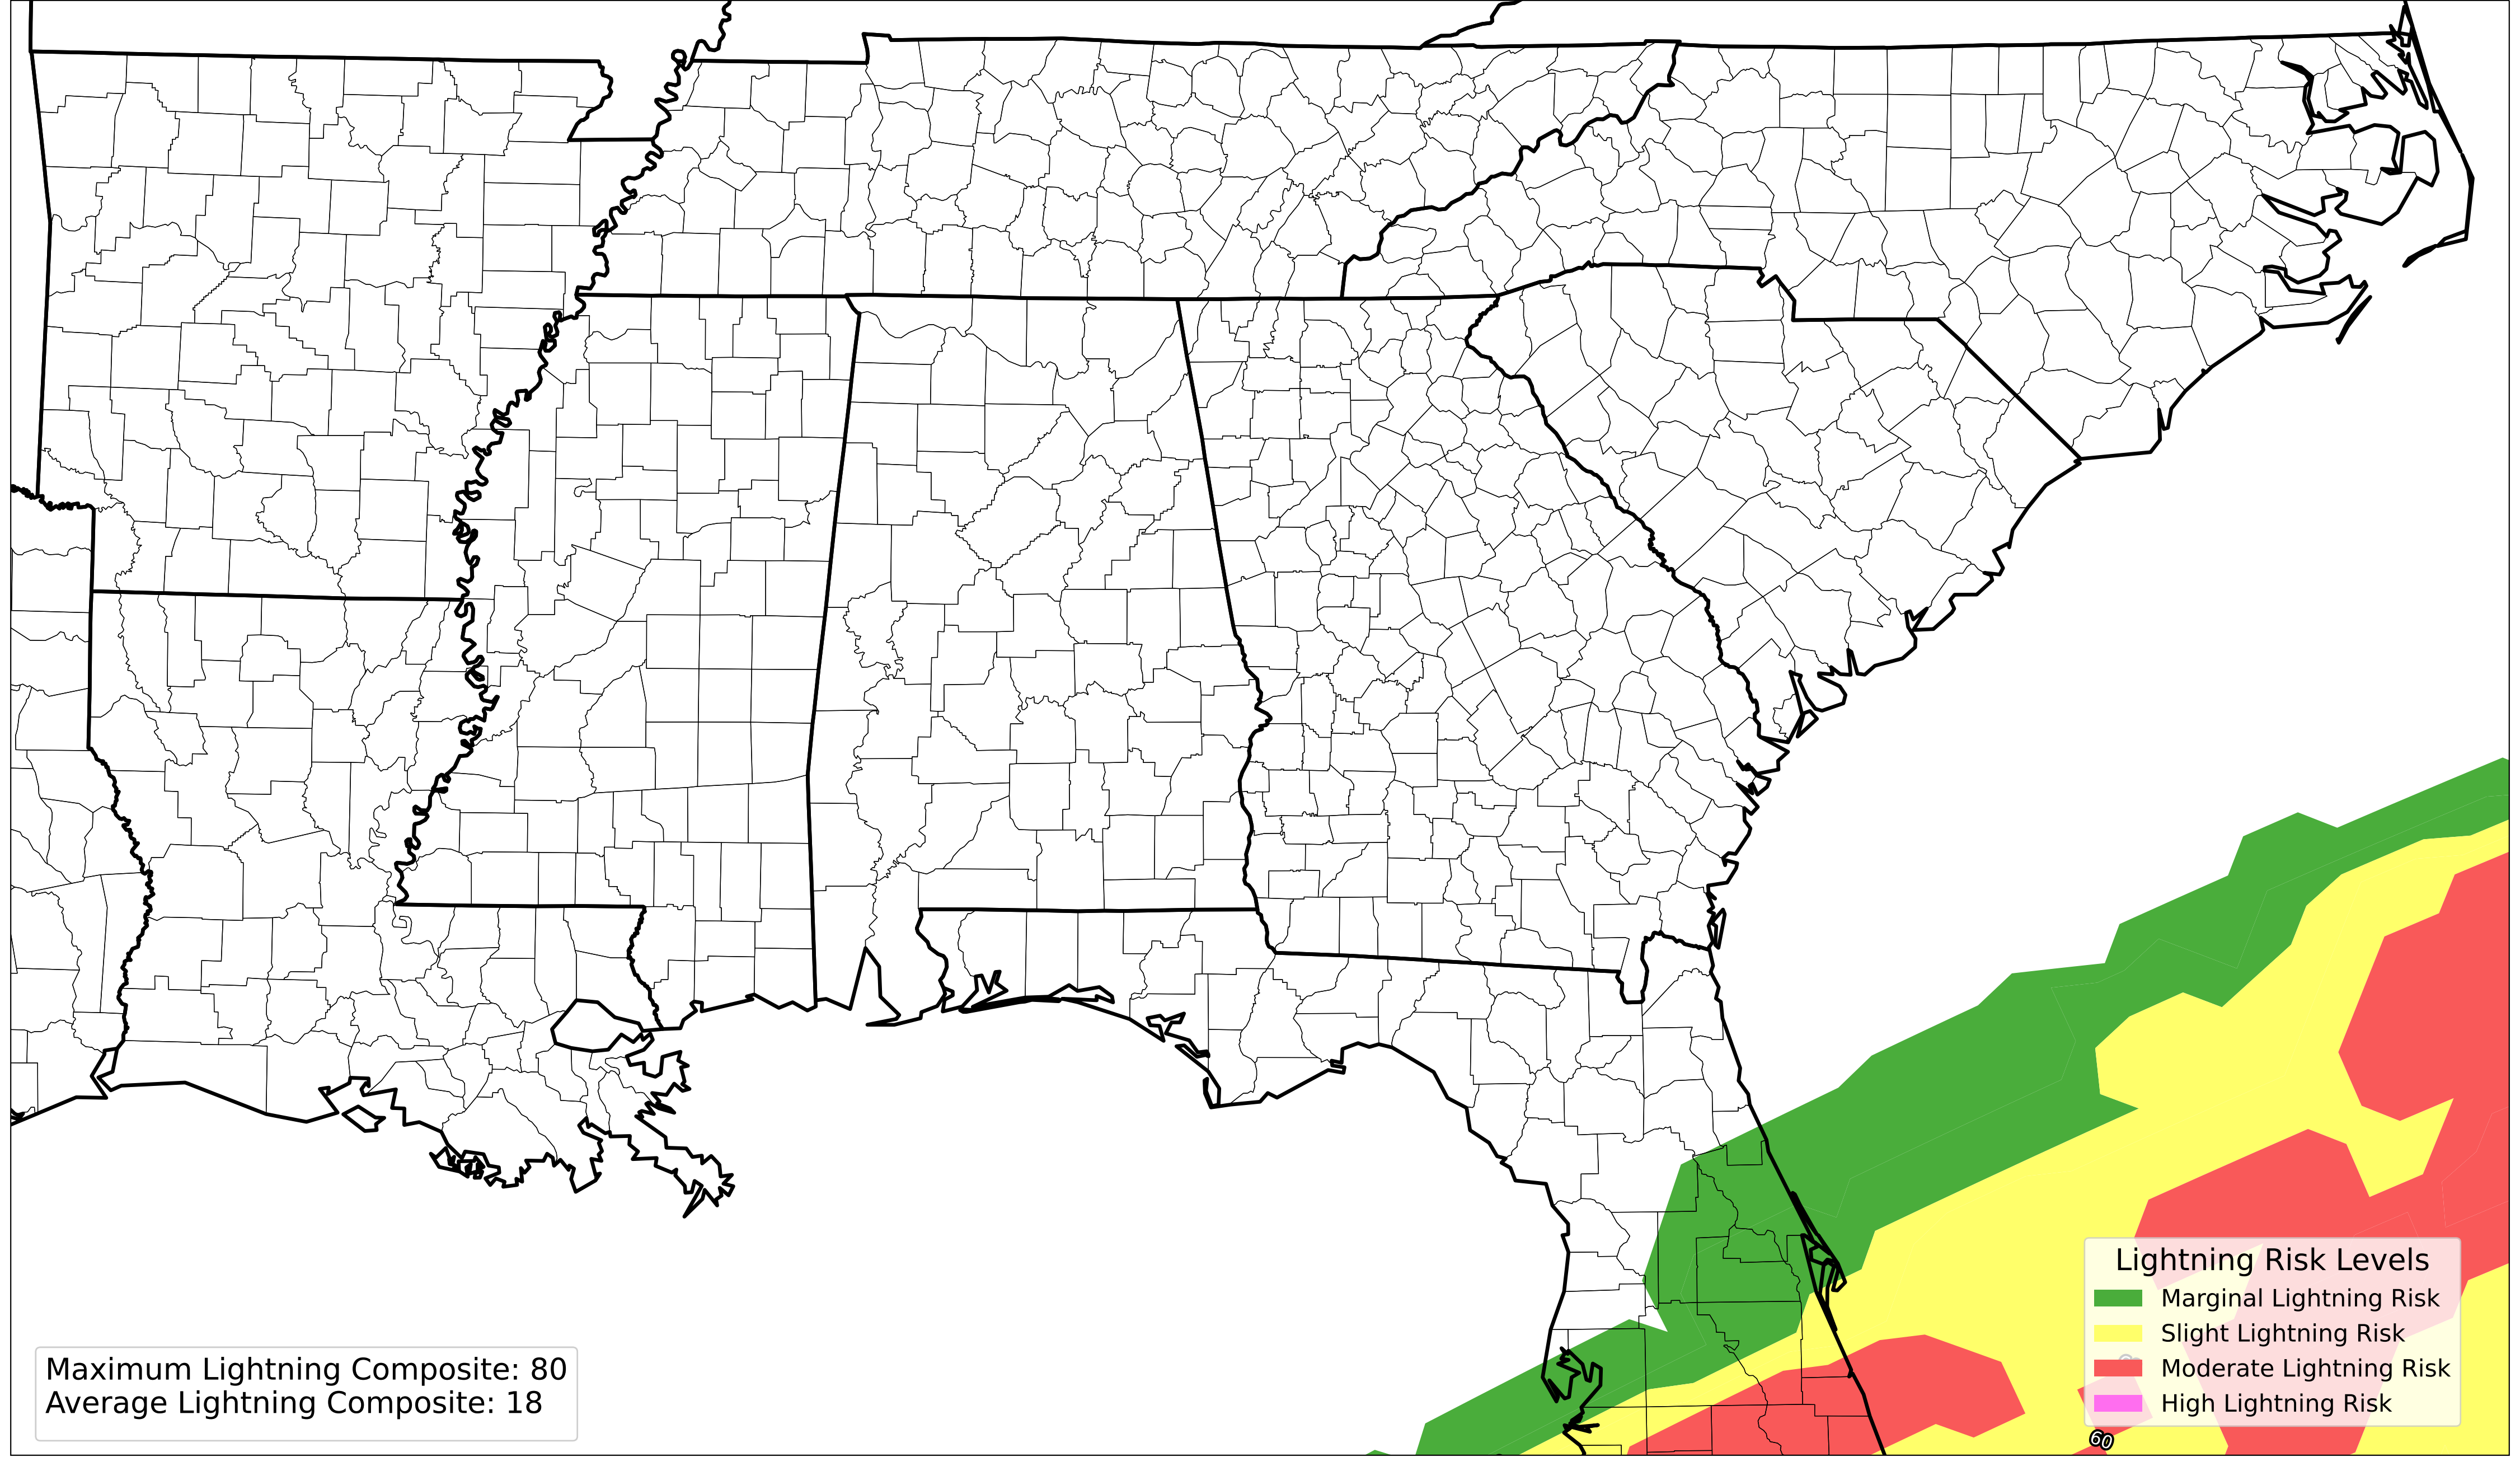 Lightning Risk Levels
Marginal Lightning Risk
Slight Lightning Risk
Moderate Lightning Risk
High Lightning Risk
Maximum Lightning Composite: 80
Average Lightning Composite: 18
60